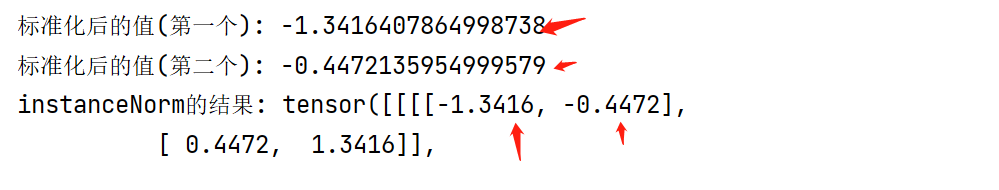 标准化后的值(第一个): -1.3416407864998738
标准化后的值(第二个): -0.4472135954999579
instanceNorm的结果: tensor([[[[-1.3416, -0.4472],
[ 0.4472,  1.3416]],